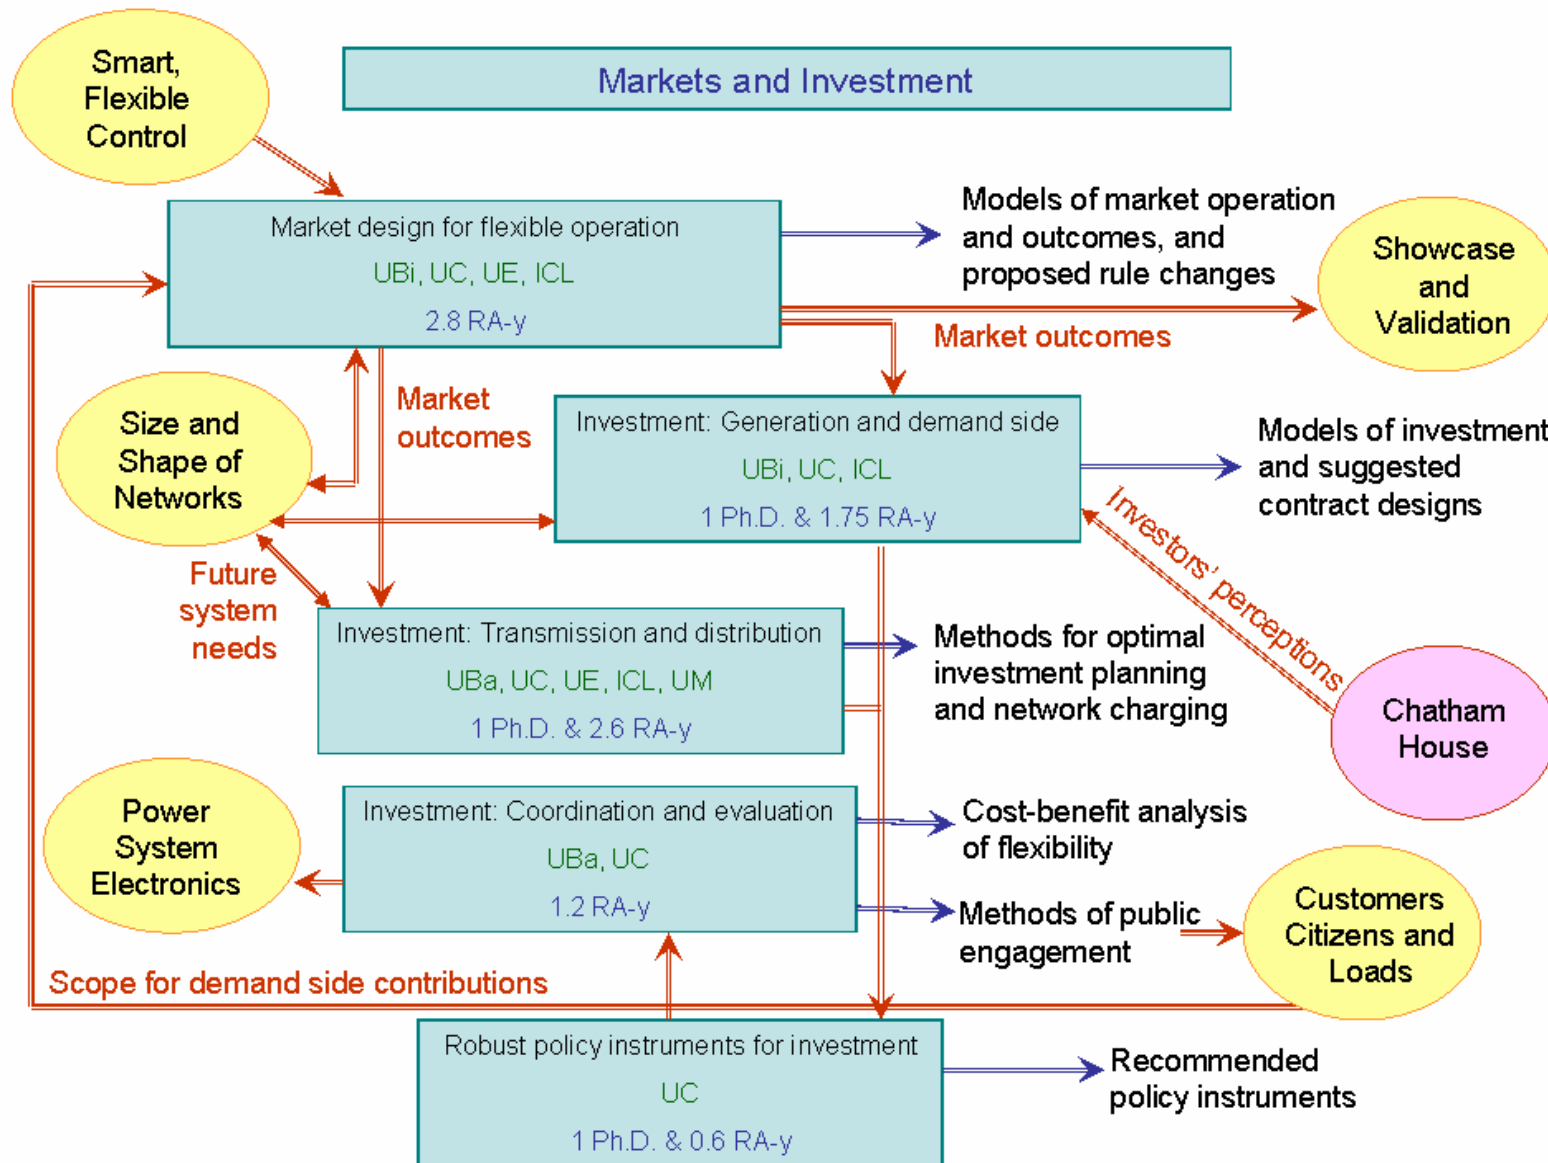 Smart,
Flexible
Control
Markets and Investment
Market design for flexible operation
UBi, UC, UE, ICL
2.8 RA-y
Models of market operation
and outcomes, and
proposed rule changes
Showcase
and
Validation
Market outcomes
Size and
Shape of
Networks
Market
outcomes
Investment: Generation and demand side
UBi, UC, ICL
1 Ph.D. & 1.75 RA-y
Models of investment
and suggested
contract designs
Investors' perceptions
Future
system
needs
Investment: Transmission and distribution
UBa, UC, UE, ICL, UM
1 Ph.D. & 2.6 RA-y
Methods for optimal
investment planning
and network charging
Chatham
House
Power
System
Electronics
Investment: Coordination and evaluation
UBa, UC
1.2 RA-y
Cost-benefit analysis
of flexibility
Methods of public
engagement
Customers
Citizens and
Loads
Scope for demand side contributions
Robust policy instruments for investment
UC
1 Ph.D. & 0.6 RA-y
Recommended
policy instruments